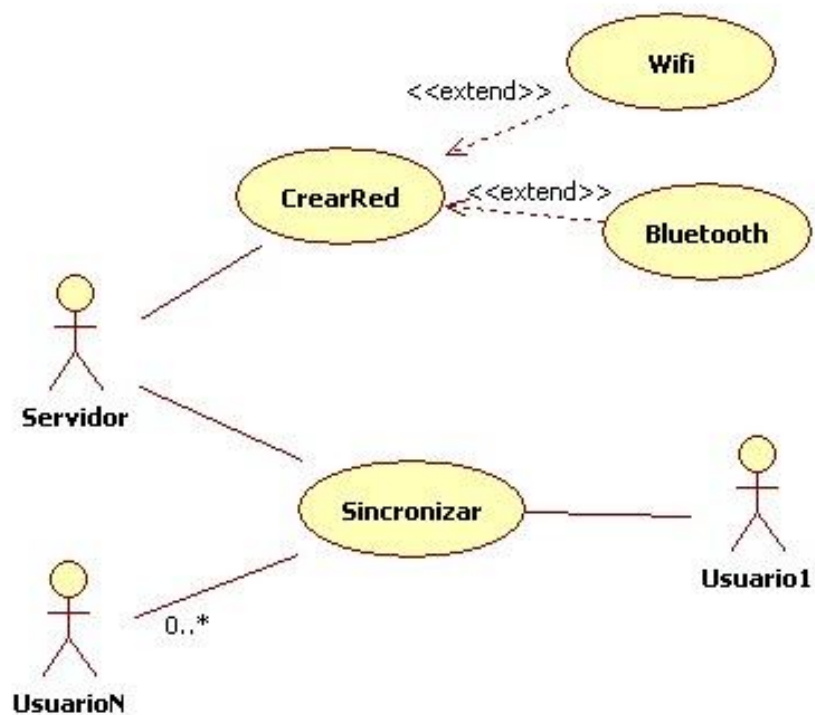 Wifi
<<extend>>
CrearRed
<<extend>>
Bluetooth
Servidor
Sincronizar
Usuario1
0..*
UsuarioN